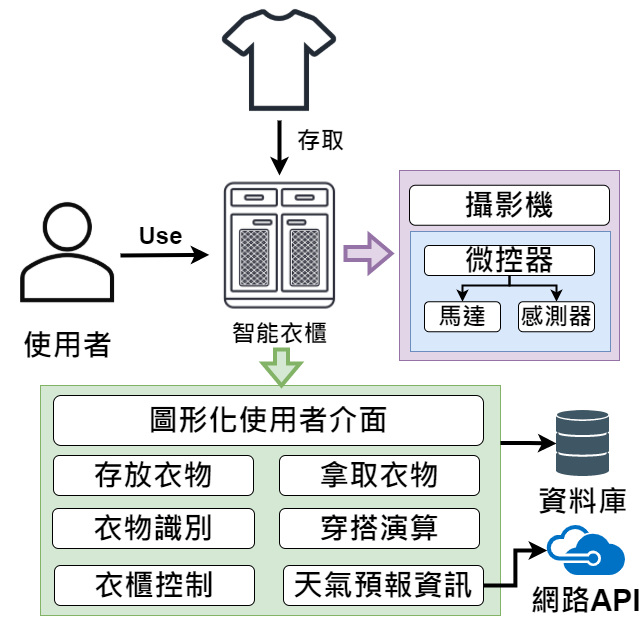 存取
Use
攝影機
微控器
馬達
感測器
使用者
智能衣櫃
圖形化使用者介面
存放衣物
拿取衣物
衣物識別
穿搭演算
衣櫃控制
天氣預報資訊
資料庫
網路API